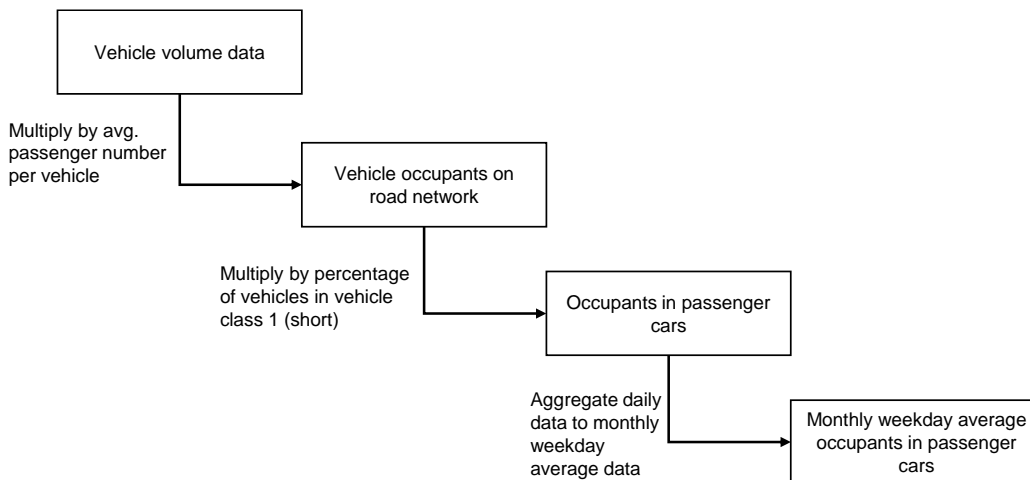 Vehicle volume data
Multiply by avg.
passenger number
per vehicle
Vehicle occupants on
road network
Multiply by percentage
of vehicles in vehicle
class 1 (short)
Occupants in passenger
cars
Aggregate daily
data to monthly
weekday
average data
Monthly weekday average
occupants in passenger
cars